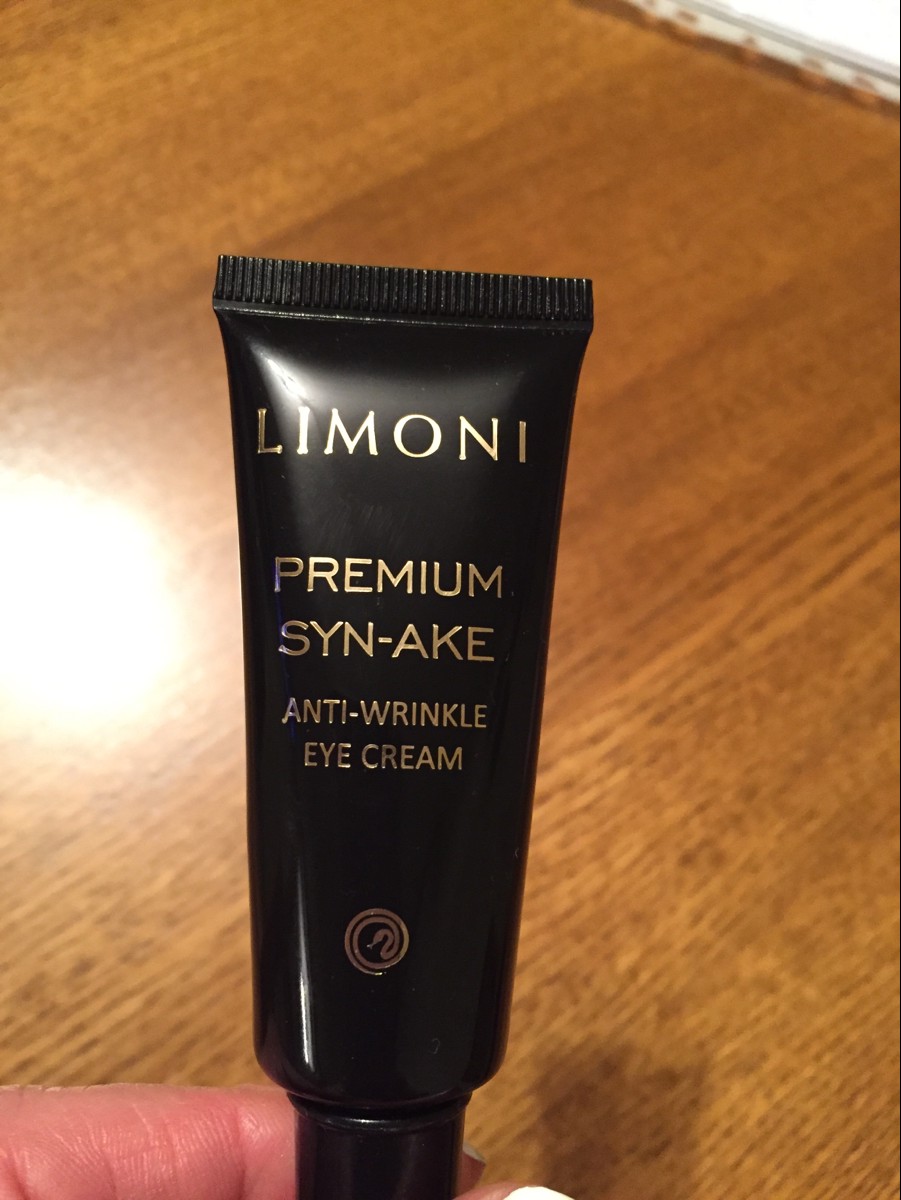 LIMONI
PREMIUM
SYN-AKE
ANTI-WRINKLE
EYE CREAM